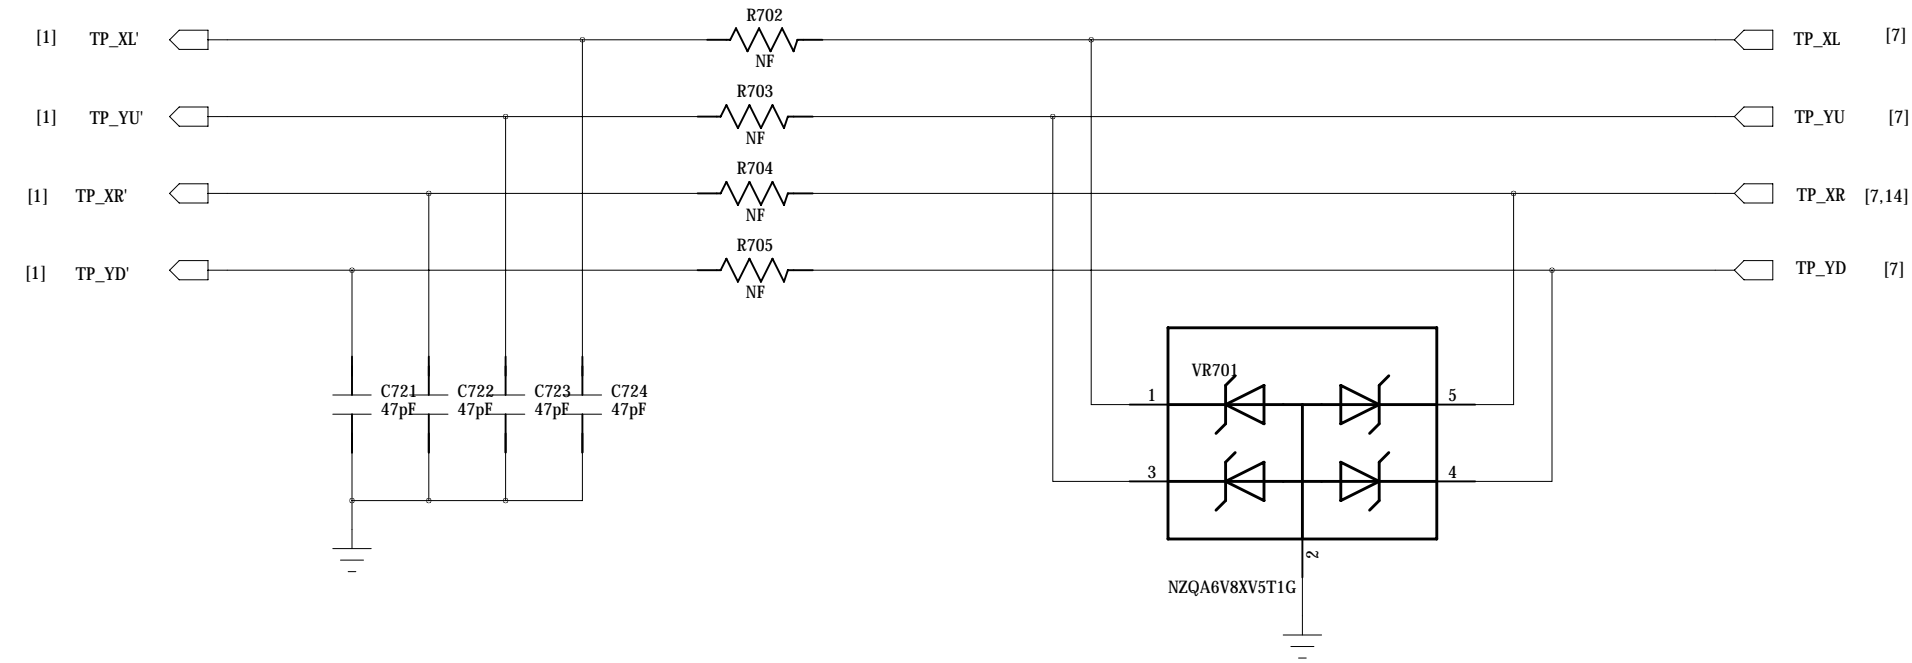 R702
[1] TP_XL' TP_XL [7]
NF
R703
[1] TP_YU' TP_YU [7]
NF
R704
[1] TP_XR' TP_XR [7,14]
NF
R705
[1] TP_YD' TP_YD [7]
NF
VR701
C721 C722 C723 C724
47pF 47pF 47pF 47pF
1 5
3 4
2
NZQA6V8XV5T1G